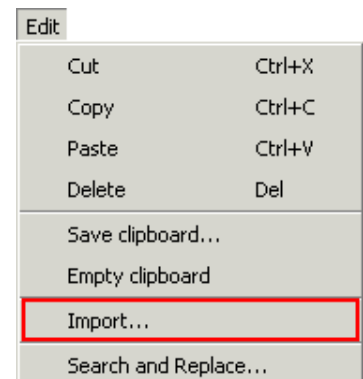 Edit
Cut Ctrl+X
Copy Ctrl+C
Paste Ctrl+V
Delete Del
Save clipboard...
Empty clipboard
Import...
Search and Replace...